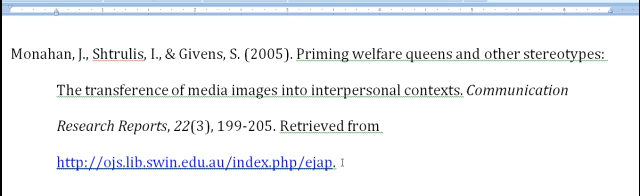 Monahan, J., Shtrulis, I., & Givens, S. (2005). Priming welfare queens and other stereotypes:
The transference of media images into interpersonal contexts. Communication
Research Reports, 22(3), 199-205. Retrieved from
http://ojs.lib.swin.edu.au/index.php/ejap.